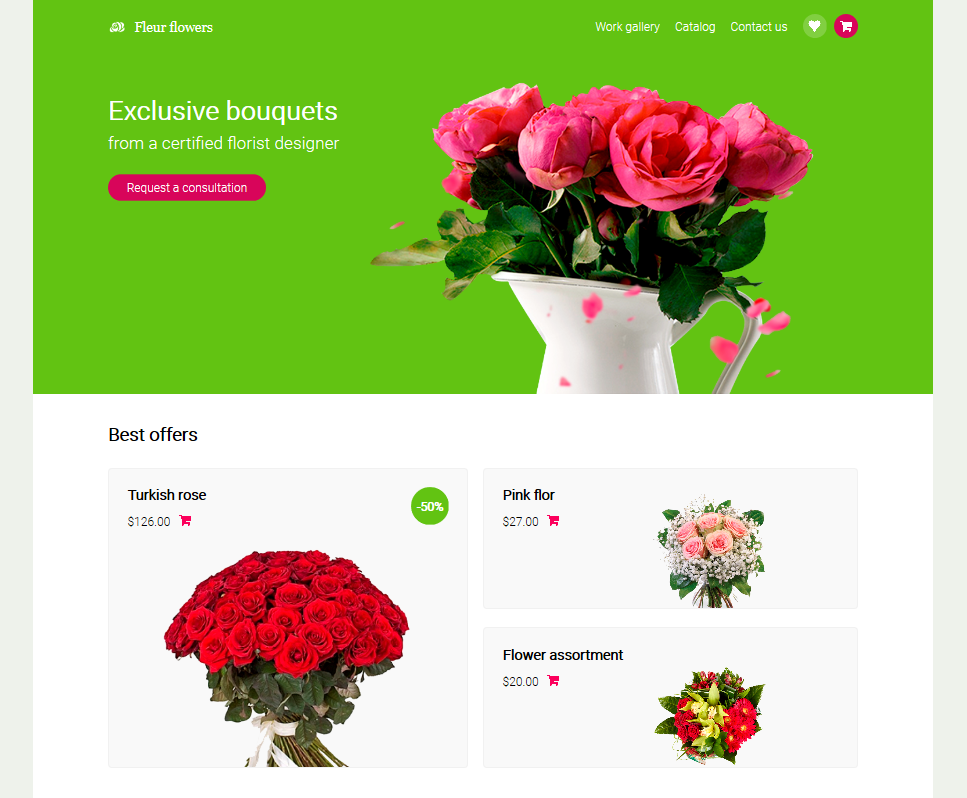 Fleur flowers
Work gallery
Catalog
Contact us
Exclusive bouquets
from a certified florist designer
Request a consultation
Best offers
Turkish rose
-50%
$126.00
Pink flor
$27.00
Flower assortment
$20.00